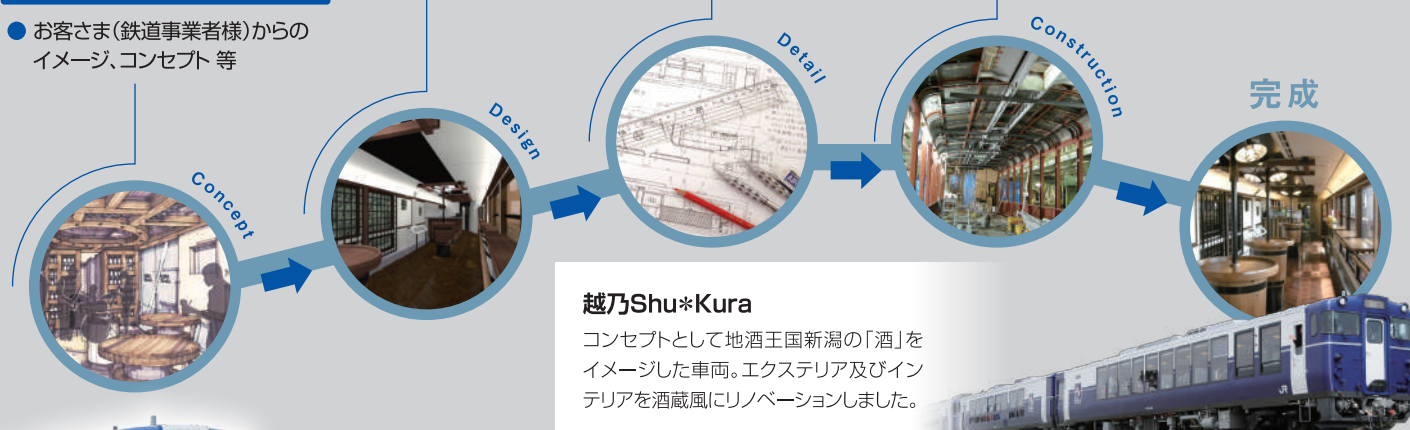 ● お客さま(鉄道事業者様)からの
イメージ、コンセプト 等
Concept
Design
Detail
Construction
完成
越乃Shu＊Kura
コンセプトとして地酒王国新潟の「酒」を
イメージした車両。エクステリア及びイン
テリアを酒蔵風にリノベーションしました。
JR